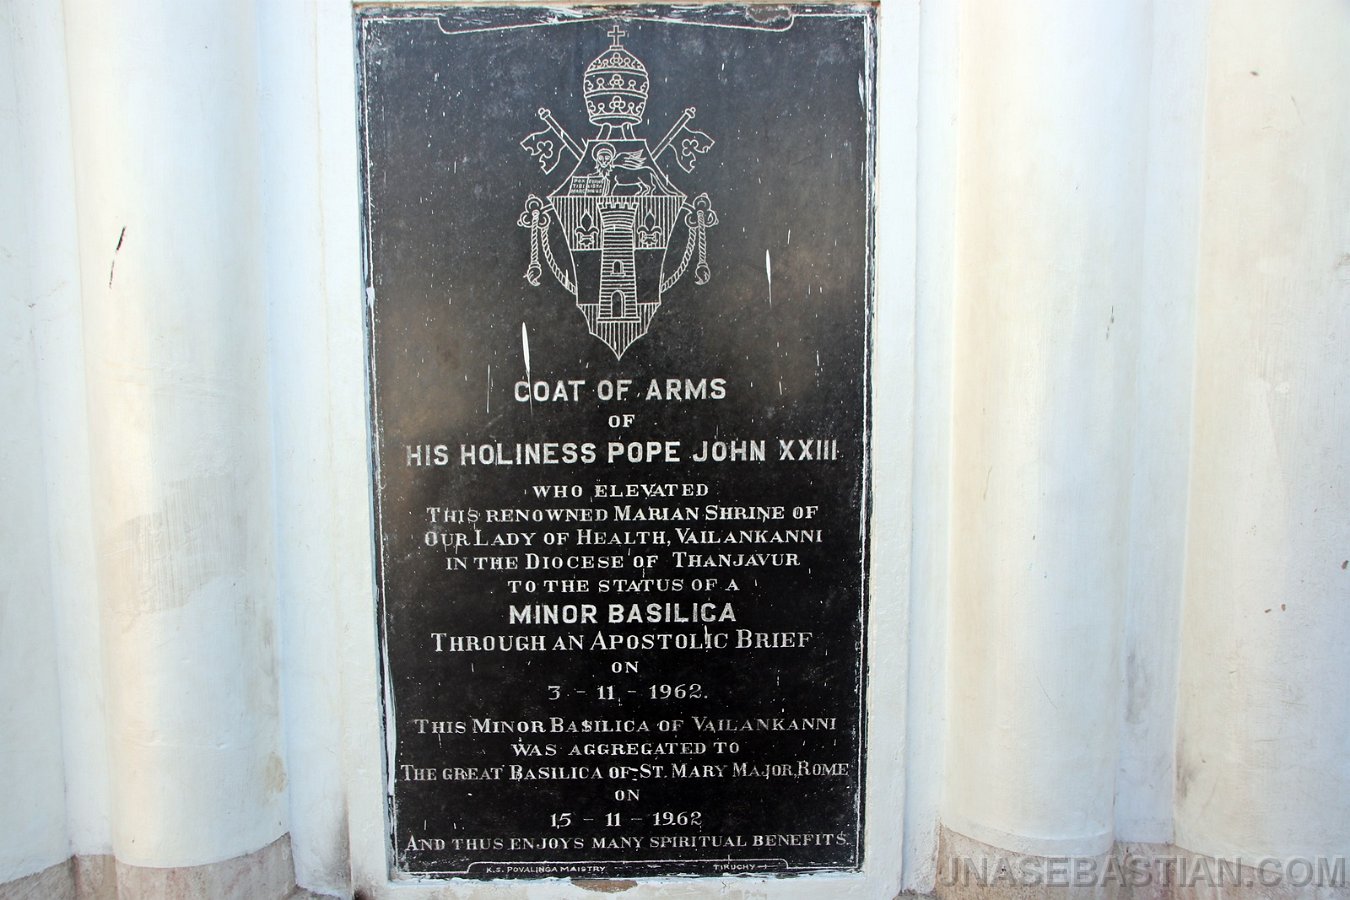 PAX TIBI MARCE
COAT OF ARMS
OF
HIS HOLINESS POPE JOHN XXIII
WHO ELEVATED
THIS RENOWNED MARIAN SHRINE OF
OUR LADY OF HEALTH, VAILANKANNI
IN THE DIOCESE OF THANJAVUR
TO THE STATUS OF A
MINOR BASILICA
THROUGH AN APOSTOLIC BRIEF
ON
3 - 11 - 1962.
THIS MINOR BASILICA OF VAILANKANNI
WAS AGGREGATED TO
THE GREAT BASILICA OF ST. MARY MAJOR, ROME
ON
15 - 11 - 1962
AND THUS ENJOYS MANY SPIRITUAL BENEFITS.
K.S. POVALINGA MAISTRY TIRUCHY
JNASEBASTIAN.COM